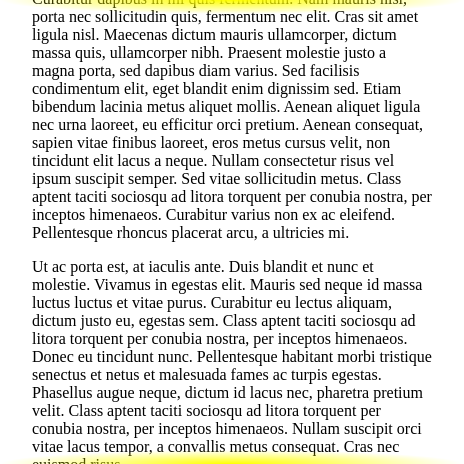 Curabitur dapibus in mi quis fermentum. Nam mauris nisi,
porta nec sollicitudin quis, fermentum nec elit. Cras sit amet
ligula nisl. Maecenas dictum mauris ullamcorper, dictum
massa quis, ullamcorper nibh. Praesent molestie justo a
magna porta, sed dapibus diam varius. Sed facilisis
condimentum elit, eget blandit enim dignissim sed. Etiam
bibendum lacinia metus aliquet mollis. Aenean aliquet ligula
nec urna laoreet, eu efficitur orci pretium. Aenean consequat,
sapien vitae finibus laoreet, eros metus cursus velit, non
tincidunt elit lacus a neque. Nullam consectetur risus vel
ipsum suscipit semper. Sed vitae sollicitudin metus. Class
aptent taciti sociosqu ad litora torquent per conubia nostra, per
inceptos himenaeos. Curabitur varius non ex ac eleifend.
Pellentesque rhoncus placerat arcu, a ultricies mi.
Ut ac porta est, at iaculis ante. Duis blandit et nunc et
molestie. Vivamus in egestas elit. Mauris sed neque id massa
luctus luctus et vitae purus. Curabitur eu lectus aliquam,
dictum justo eu, egestas sem. Class aptent taciti sociosqu ad
litora torquent per conubia nostra, per inceptos himenaeos.
Donec eu tincidunt nunc. Pellentesque habitant morbi tristique
senectus et netus et malesuada fames ac turpis egestas.
Phasellus augue neque, dictum id lacus nec, pharetra pretium
velit. Class aptent taciti sociosqu ad litora torquent per
conubia nostra, per inceptos himenaeos. Nullam suscipit orci
vitae lacus tempor, a convallis metus consequat. Cras nec
euismod risus.